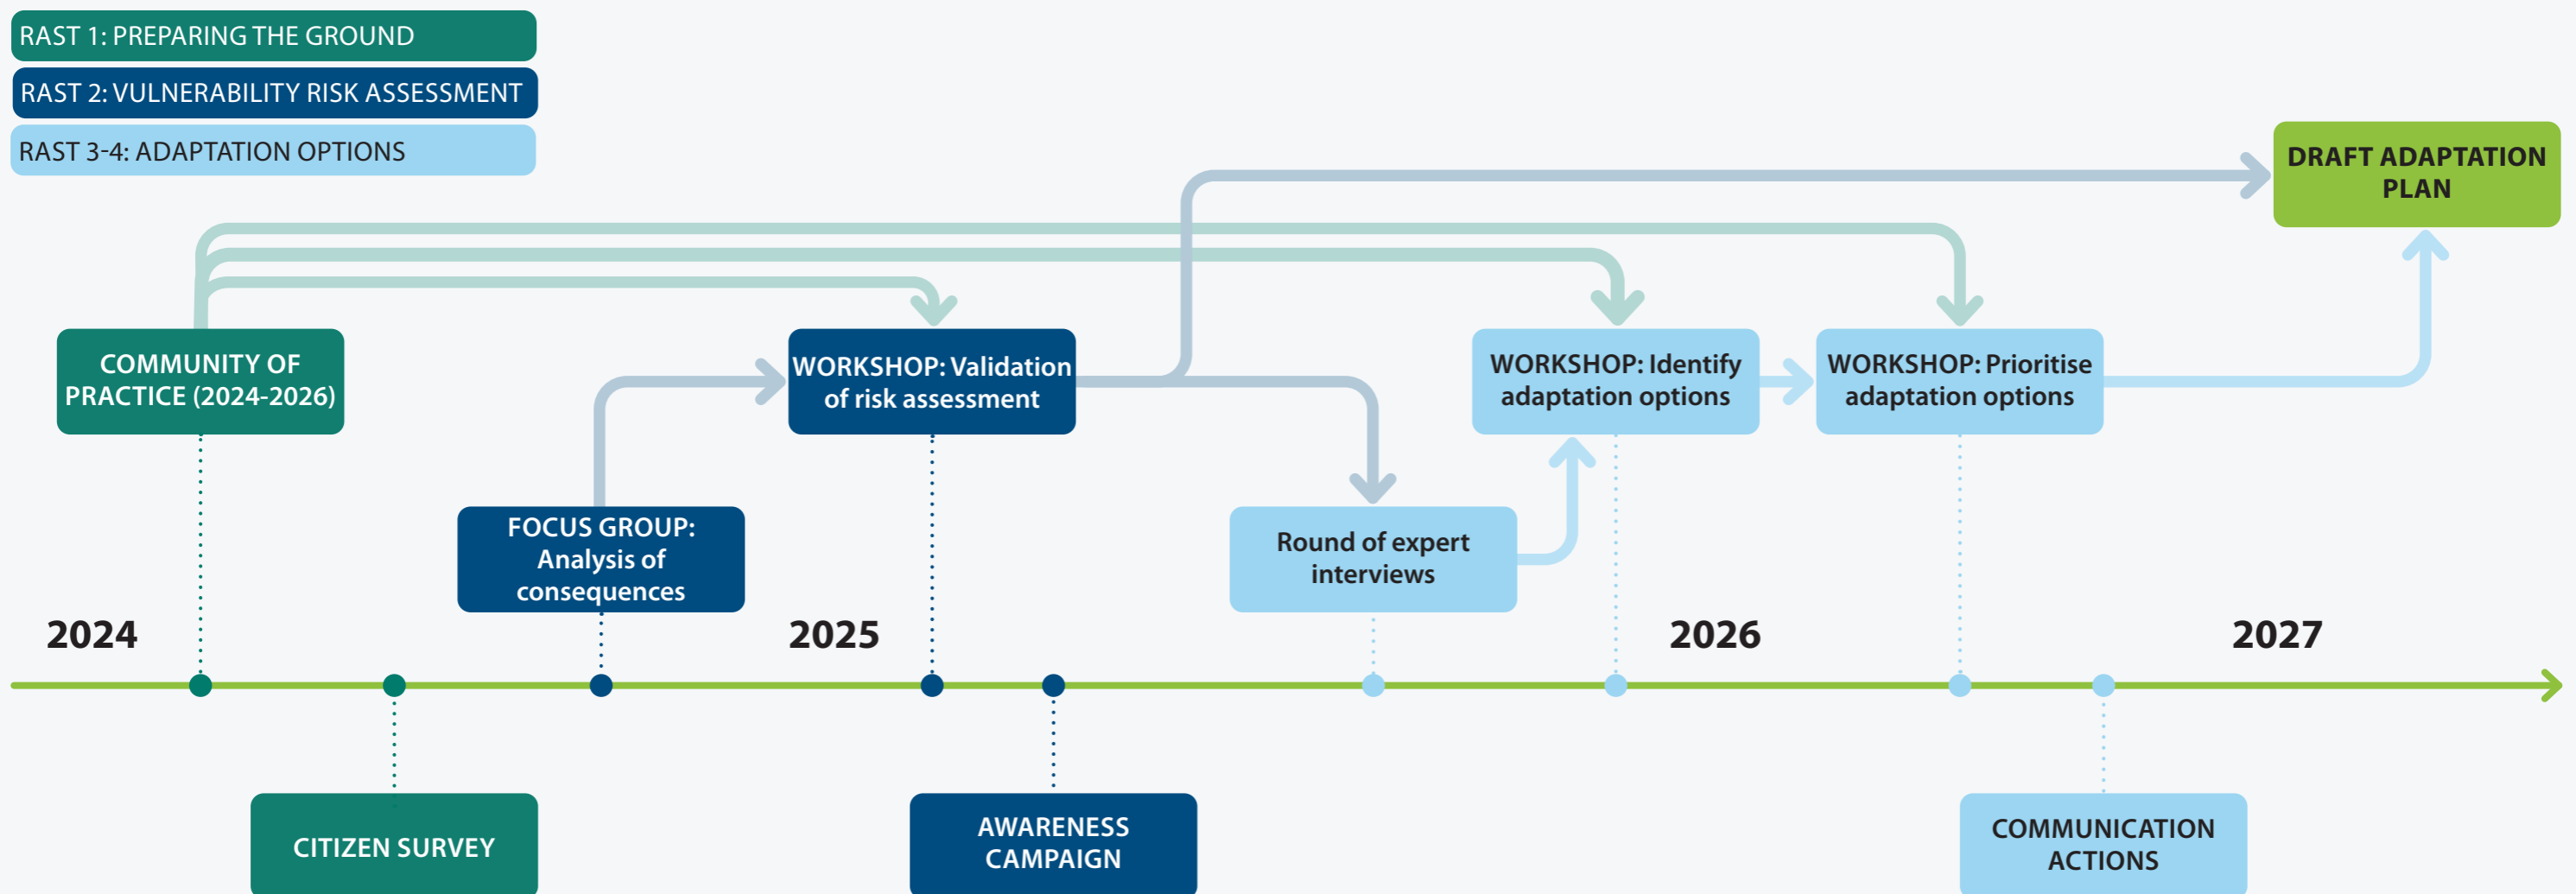 RAST 1: PREPARING THE GROUND
RAST 2: VULNERABILITY RISK ASSESSMENT
RAST 3-4: ADAPTATION OPTIONS
DRAFT ADAPTATION
PLAN
COMMUNITY OF
PRACTICE (2024-2026)
WORKSHOP: Validation
of risk assessment
WORKSHOP: Identify
adaptation options
WORKSHOP: Prioritise
adaptation options
FOCUS GROUP:
Analysis of
consequences
Round of expert
interviews
2024
2025
2026
2027
CITIZEN SURVEY
AWARENESS
CAMPAIGN
COMMUNICATION
ACTIONS